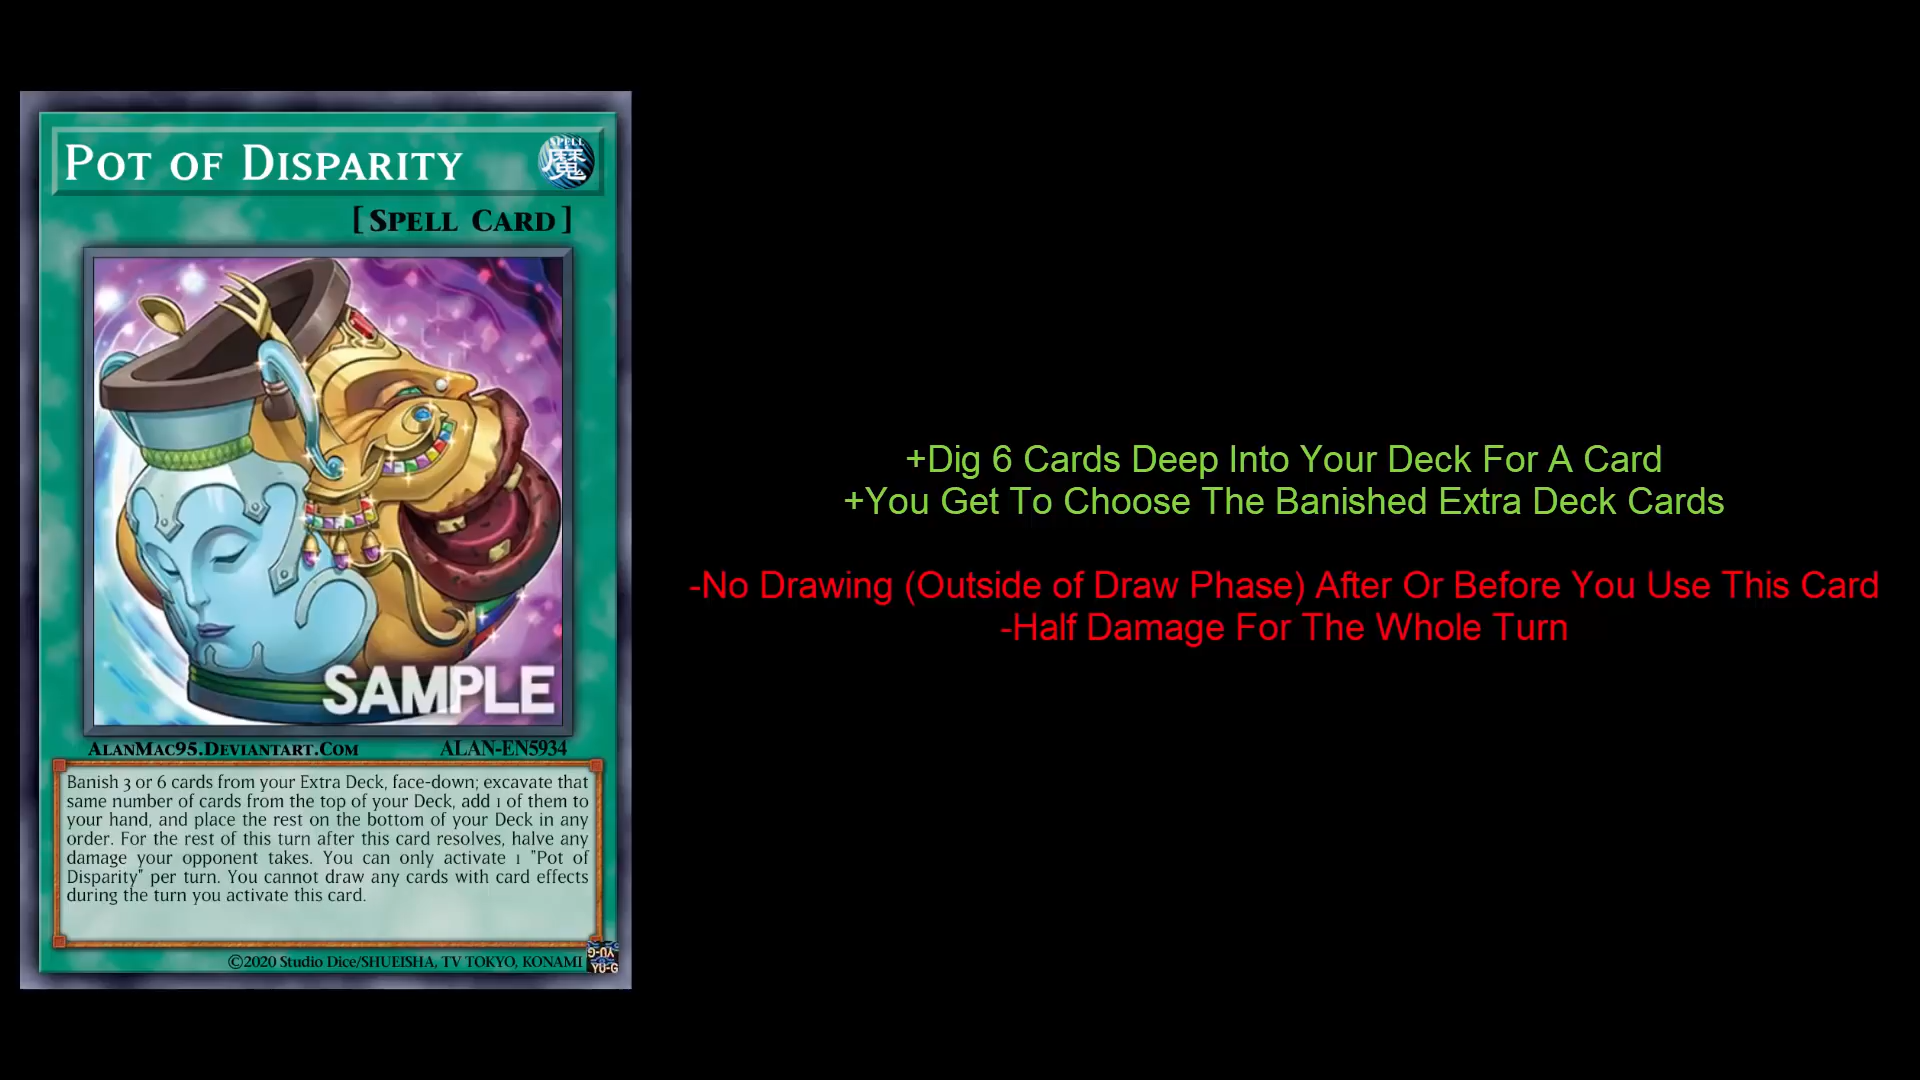 Pot of Disparity
SPELL
魔
[Spell Card]
SAMPLE
AlanMac95.Deviantart.Com
ALAN-EN5934
Banish 3 or 6 cards from your Extra Deck, face-down; excavate that
same number of cards from the top of your Deck, add 1 of them to
your hand, and place the rest on the bottom of your Deck in any
order. For the rest of this turn after this card resolves, halve any
damage your opponent takes. You can only activate 1 "Pot of
Disparity" per turn. You cannot draw any cards with card effects
during the turn you activate this card.
©2020 Studio Dice/SHUEISHA, TV TOKYO, KONAMI
+Dig 6 Cards Deep Into Your Deck For A Card
+You Get To Choose The Banished Extra Deck Cards
-No Drawing (Outside of Draw Phase) After Or Before You Use This Card
-Half Damage For The Whole Turn